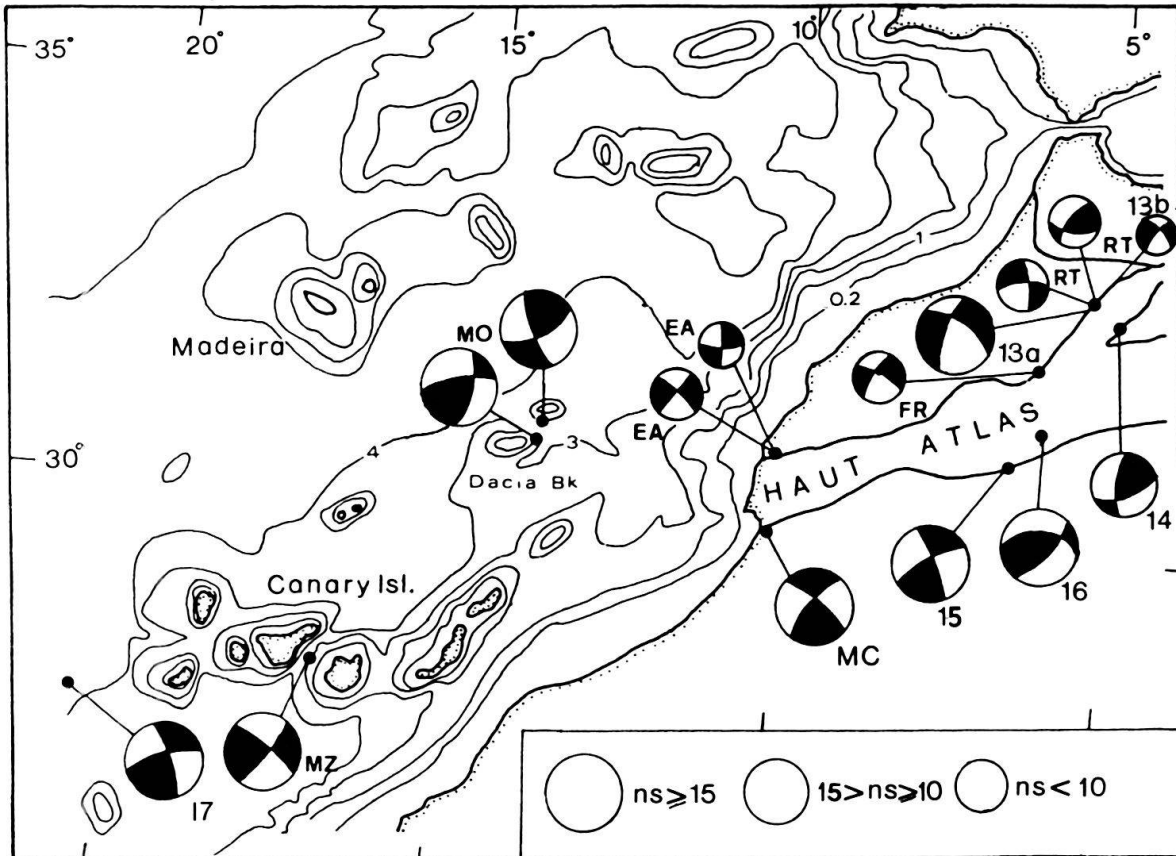 35°
20°
15°
10°
5°
1
0.2
13b
RT
RT
13a
Madeira
MO
EA
EA
FR
HAUT ATLAS
30°
4
3
Dacia Bk
14
Canary Isl.
15
16
MC
17
MZ
ns≥15
15>ns≥10
ns<10